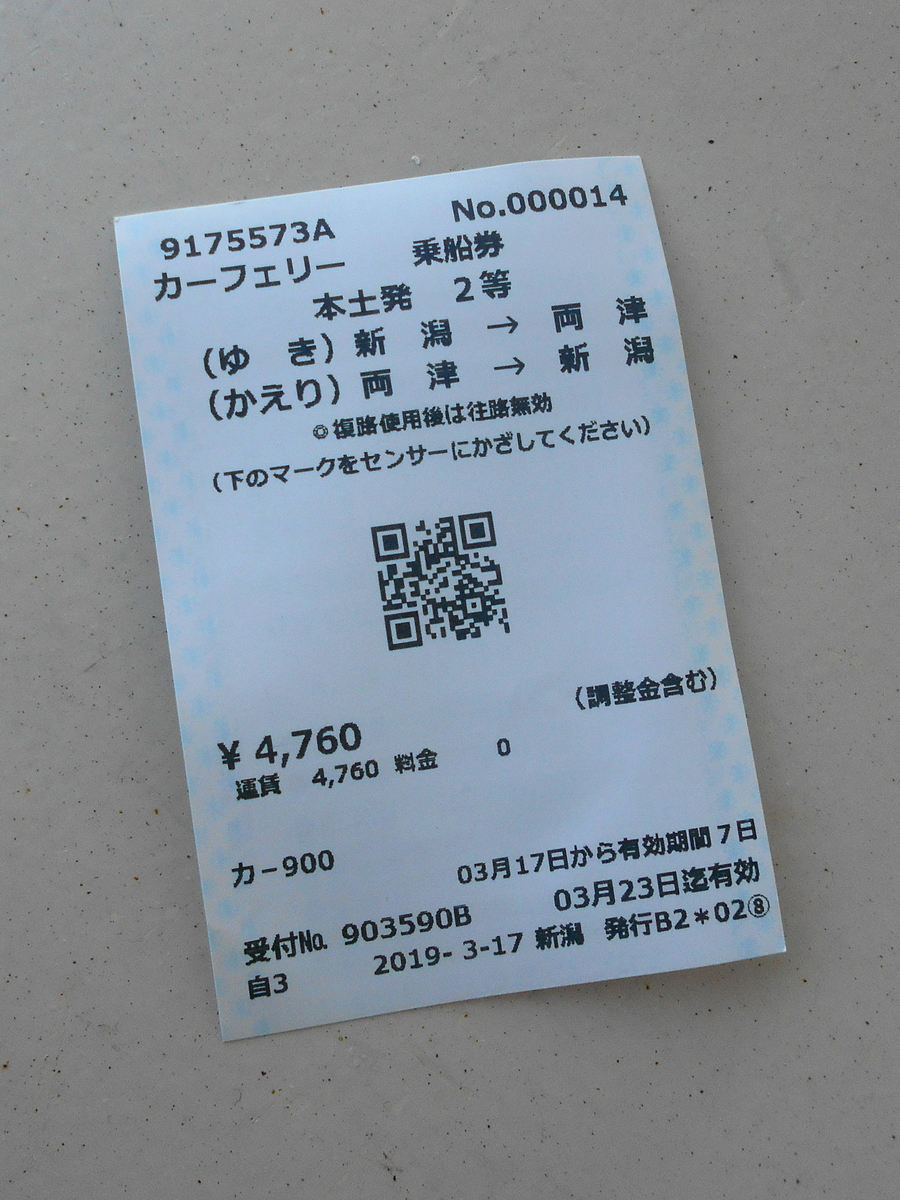 No.000014
9175573A
カーフェリー 乗船券
本土発 2等
(ゆ き) 新 潟 → 両 津
(かえり) 両 津 → 新 潟
◎復路使用後は往路無効
(下のマークをセンサーにかざしてください)
(調整金含む)
¥4,760
運賃 4,760 料金 0
カ-900 03月17日から有効期間7日
03月23日迄有効
受付№ 903590B
自3 2019- 3-17 新潟 発行B2*02⑧